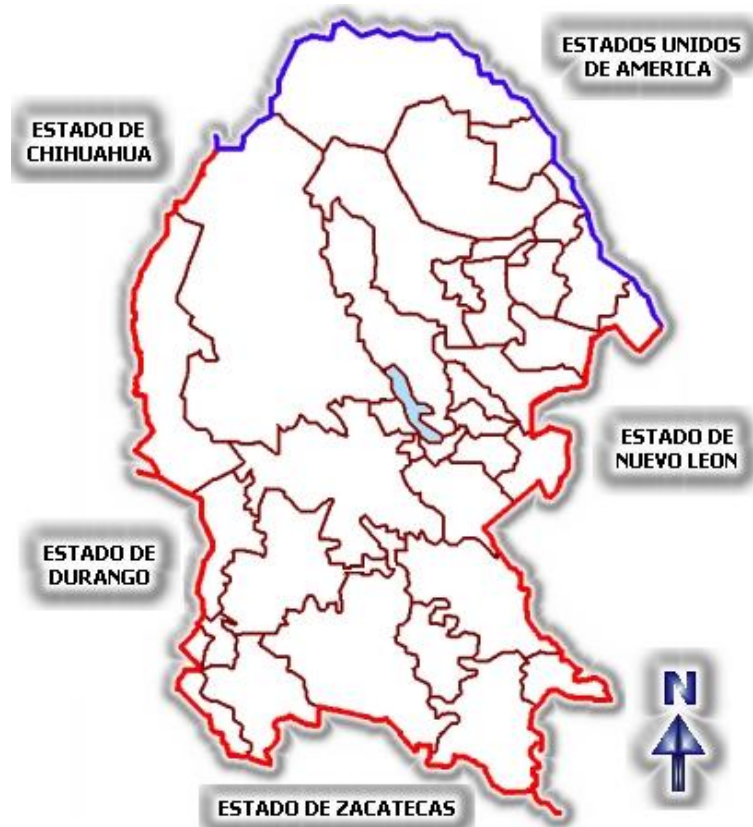 ESTADOS UNIDOS
DE AMERICA
ESTADO DE
CHIHUAHUA
ESTADO DE
NUEVO LEON
ESTADO DE
DURANGO
N
ESTADO DE ZACATECAS